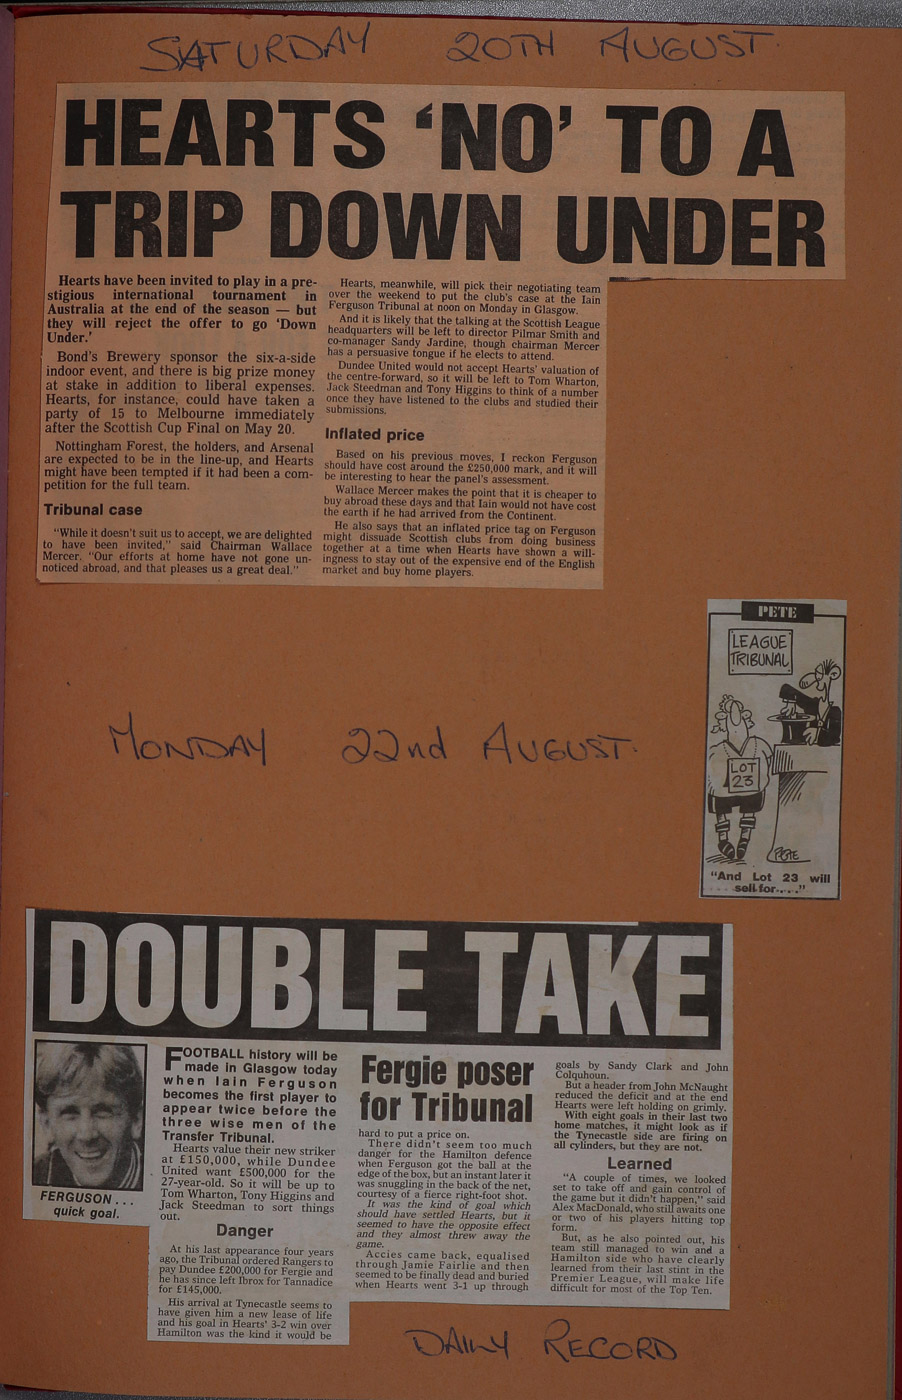 SATURDAY 20TH AUGUST.
HEARTS ‘NO’ TO A
TRIP DOWN UNDER
Hearts have been invited to play in a pre-
stigious international tournament in
Australia at the end of the season — but
they will reject the offer to go ‘Down
Under.’
Bond's Brewery sponsor the six-a-side
indoor event, and there is big prize money
at stake in addition to liberal expenses.
Hearts, for instance, could have taken a
party of 15 to Melbourne immediately
after the Scottish Cup Final on May 20.
Nottingham Forest, the holders, and Arsenal
are expected to be in the line-up, and Hearts
might have been tempted if it had been a com-
petition for the full team.
Tribunal case
"While it doesn't suit us to accept, we are delighted
to have been invited," said Chairman Wallace
Mercer. "Our efforts at home have not gone un-
noticed abroad, and that pleases us a great deal."
Hearts, meanwhile, will pick their negotiating team
over the weekend to put the club's case at the Iain
Ferguson Tribunal at noon on Monday in Glasgow.
And it is likely that the talking at the Scottish League
headquarters will be left to director Pilmar Smith and
co-manager Sandy Jardine, though chairman Mercer
has a persuasive tongue if he elects to attend.
Dundee United would not accept Hearts' valuation of
the centre-forward, so it will be left to Tom Wharton,
Jack Steedman and Tony Higgins to think of a number
once they have listened to the clubs and studied their
submissions.
Inflated price
Based on his previous moves, I reckon Ferguson
should have cost around the £250,000 mark, and it will
be interesting to hear the panel's assessment.
Wallace Mercer makes the point that it is cheaper to
buy abroad these days and that Iain would not have cost
the earth if he had arrived from the Continent.
He also says that an inflated price tag on Ferguson
might dissuade Scottish clubs from doing business
together at a time when Hearts have shown a will-
ingness to stay out of the expensive end of the English
market and buy home players.
PETE
LEAGUE
TRIBUNAL
LOT
23
PETE
"And Lot 23 will
sell for....."
MONDAY 22nd AUGUST.
DOUBLE TAKE
FERGUSON . . .
quick goal.
FOOTBALL history will be
made in Glasgow today
when Iain Ferguson
becomes the first player to
appear twice before the
three wise men of the
Transfer Tribunal.
Hearts value their new striker
at £150,000, while Dundee
United want £500,000 for the
27-year-old. So it will be up to
Tom Wharton, Tony Higgins and
Jack Steedman to sort things
out.
Danger
At his last appearance four years
ago, the Tribunal ordered Rangers to
pay Dundee £200,000 for Fergie and
he has since left Ibrox for Tannadice
for £145,000.
His arrival at Tynecastle seems to
have given him a new lease of life
and his goal in Hearts' 3-2 win over
Hamilton was the kind it would be
Fergie poser
for Tribunal
hard to put a price on.
There didn't seem too much
danger for the Hamilton defence
when Ferguson got the ball at the
edge of the box, but an instant later it
was snuggling in the back of the net,
courtesy of a fierce right-foot shot.
It was the kind of goal which
should have settled Hearts, but it
seemed to have the opposite effect
and they almost threw away the
game.
Accies came back, equalised
through Jamie Fairlie and then
seemed to be finally dead and buried
when Hearts went 3-1 up through
goals by Sandy Clark and John
Colquhoun.
But a header from John McNaught
reduced the deficit and at the end
Hearts were left holding on grimly.
With eight goals in their last two
home matches, it might look as if
the Tynecastle side are firing on
all cylinders, but they are not.
Learned
"A couple of times, we looked
set to take off and gain control of
the game but it didn't happen," said
Alex MacDonald, who still awaits one
or two of his players hitting top
form.
But, as he also pointed out, his
team still managed to win and a
Hamilton side who have clearly
learned from their last stint in the
Premier League, will make life
difficult for most of the Top Ten.
DAILY RECORD